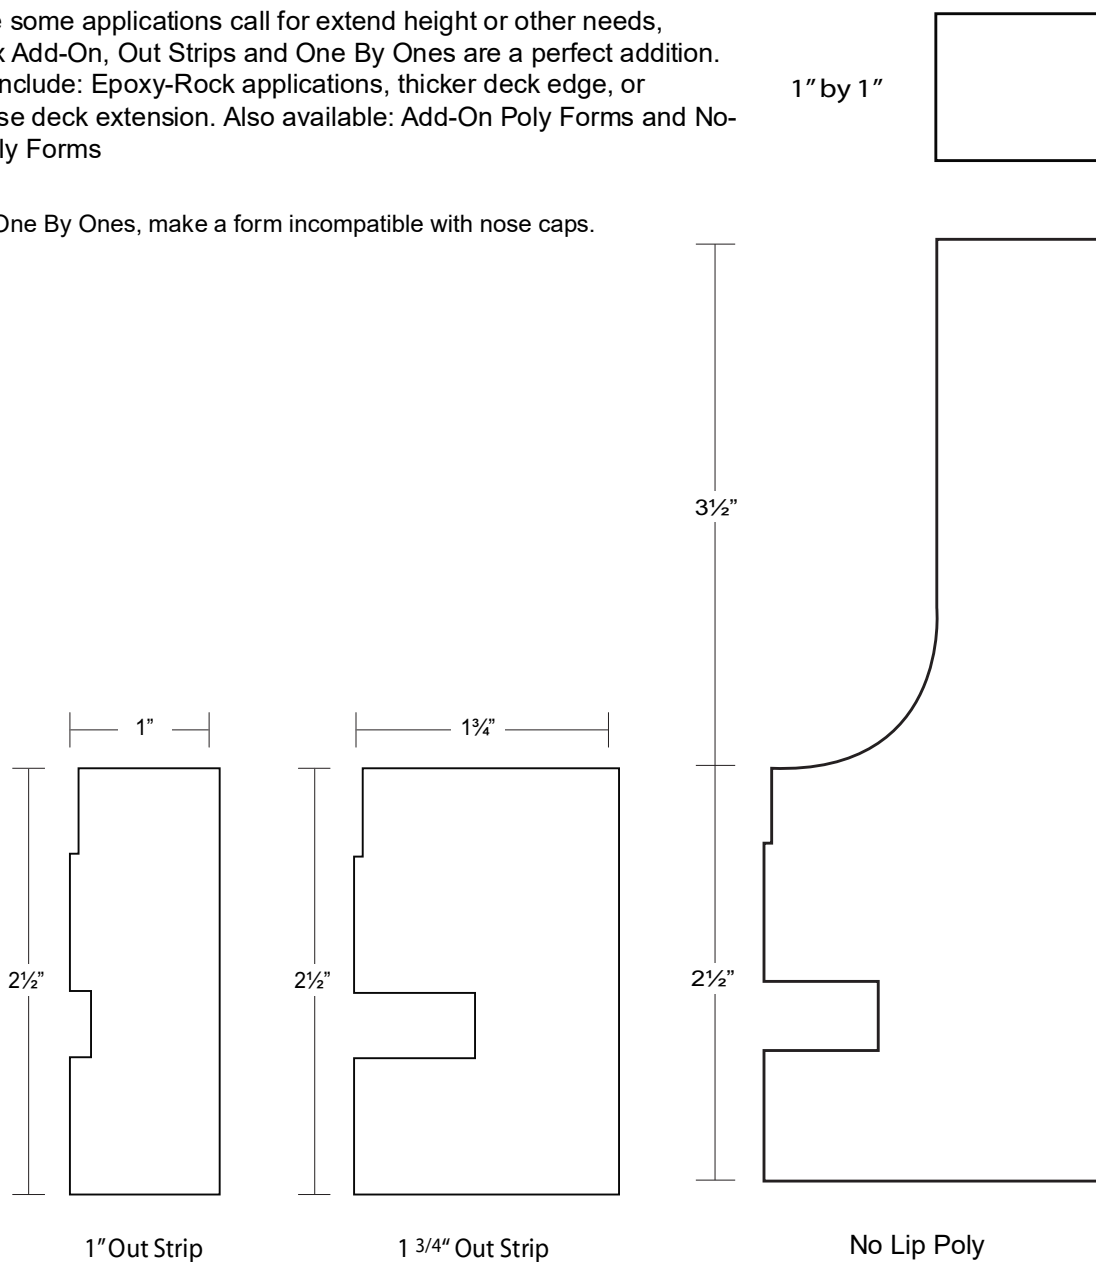 some applications call for extend height or other needs,
Add-On, Out Strips and One By Ones are a perfect addition.
nclude: Epoxy-Rock applications, thicker deck edge, or
se deck extension. Also available: Add-On Poly Forms and No-
ly Forms
1” by 1”
One By Ones, make a form incompatible with nose caps.
3½”
1”
1¾”
2½”
2½”
2½”
1” Out Strip
1 3/4“ Out Strip
No Lip Poly